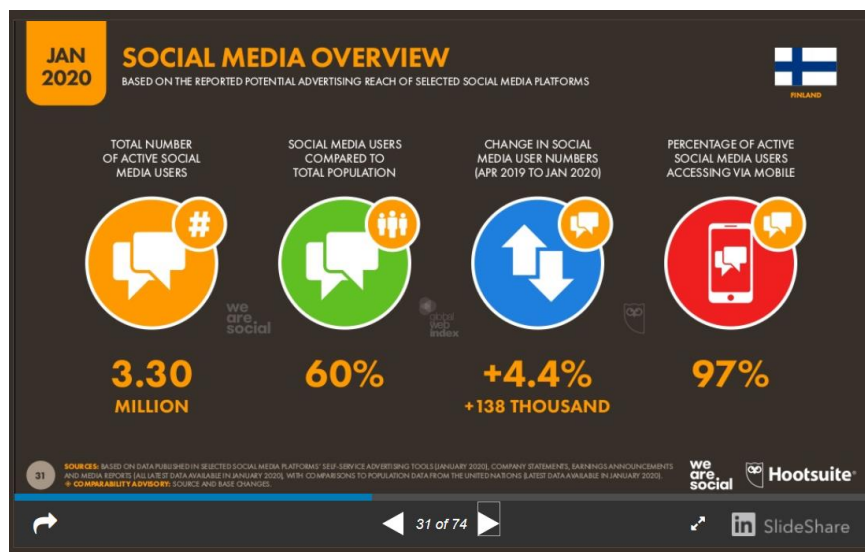 JAN
2020
SOCIAL MEDIA OVERVIEW
BASED ON THE REPORTED POTENTIAL ADVERTISING REACH OF SELECTED SOCIAL MEDIA PLATFORMS
FINLAND
TOTAL NUMBER
OF ACTIVE SOCIAL
MEDIA USERS
SOCIAL MEDIA USERS
COMPARED TO
TOTAL POPULATION
CHANGE IN SOCIAL
MEDIA USER NUMBERS
(APR 2019 TO JAN 2020)
PERCENTAGE OF ACTIVE
SOCIAL MEDIA USERS
ACCESSING VIA MOBILE
#
we
are.
social
global
web
index
3.30
MILLION
60%
+4.4%
+138 THOUSAND
97%
31
SOURCES: BASED ON DATA PUBLISHED IN SELECTED SOCIAL MEDIA PLATFORMS' SELF-SERVICE ADVERTISING TOOLS (JANUARY 2020), COMPANY STATEMENTS, EARNINGS ANNOUNCEMENTS
AND MEDIA REPORTS (ALL LATEST DATA AVAILABLE IN JANUARY 2020), WITH COMPARISONS TO POPULATION DATA FROM THE UNITED NATIONS (LATEST DATA AVAILABLE IN JANUARY 2020).
COMPARABILITY ADVISORY: SOURCE AND BASE CHANGES.
we
are.
social
Hootsuite®
31 of 74
in SlideShare